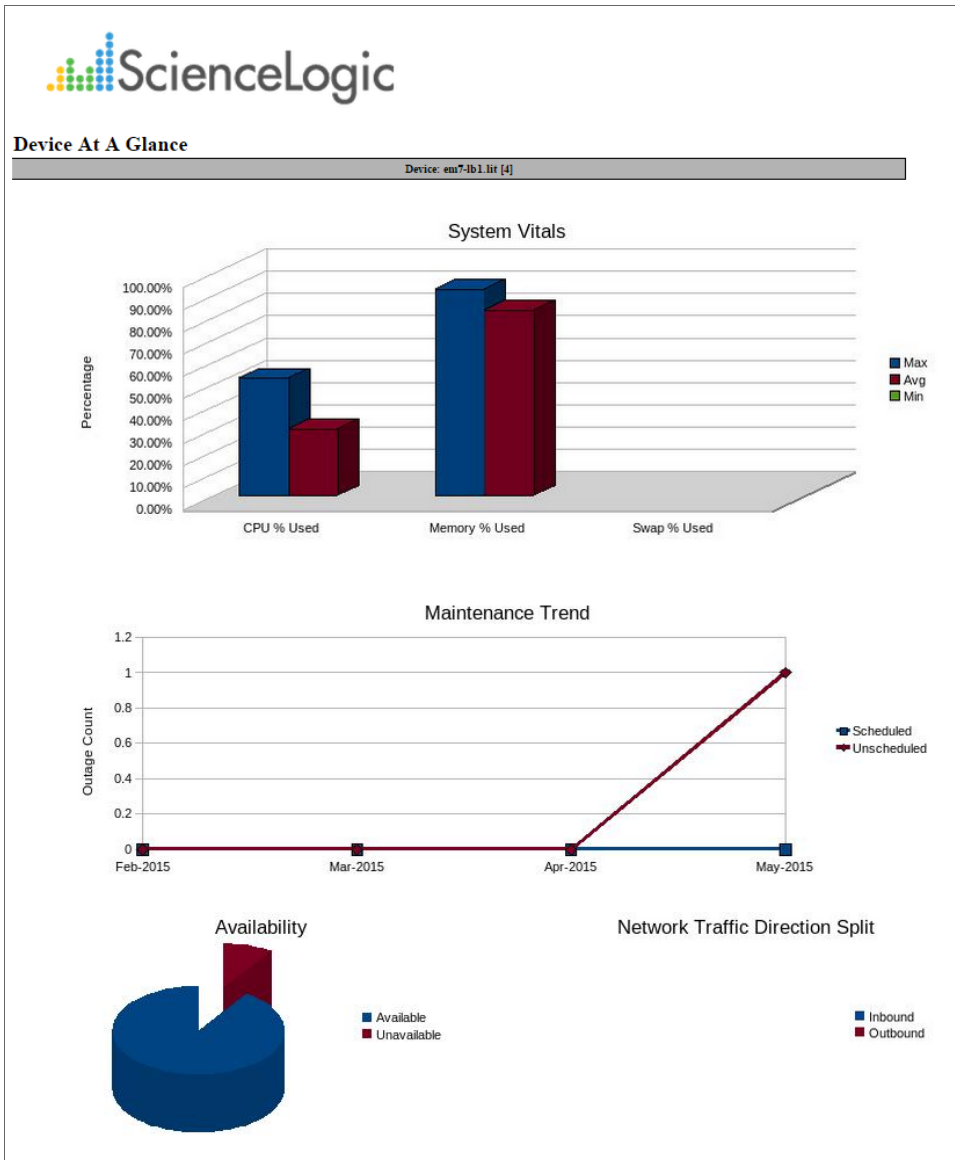 ScienceLogic
Device At A Glance
Device: em7-lb1.lit [4]
System Vitals
100.00%
90.00%
80.00%
70.00%
60.00%
50.00%
40.00%
30.00%
20.00%
10.00%
0.00%
Percentage
CPU % Used
Memory % Used
Swap % Used
Max
Avg
Min
Maintenance Trend
1.2
1
0.8
0.6
0.4
0.2
0
Outage Count
Feb-2015
Mar-2015
Apr-2015
May-2015
Scheduled
Unscheduled
Availability
Available
Unavailable
Network Traffic Direction Split
Inbound
Outbound